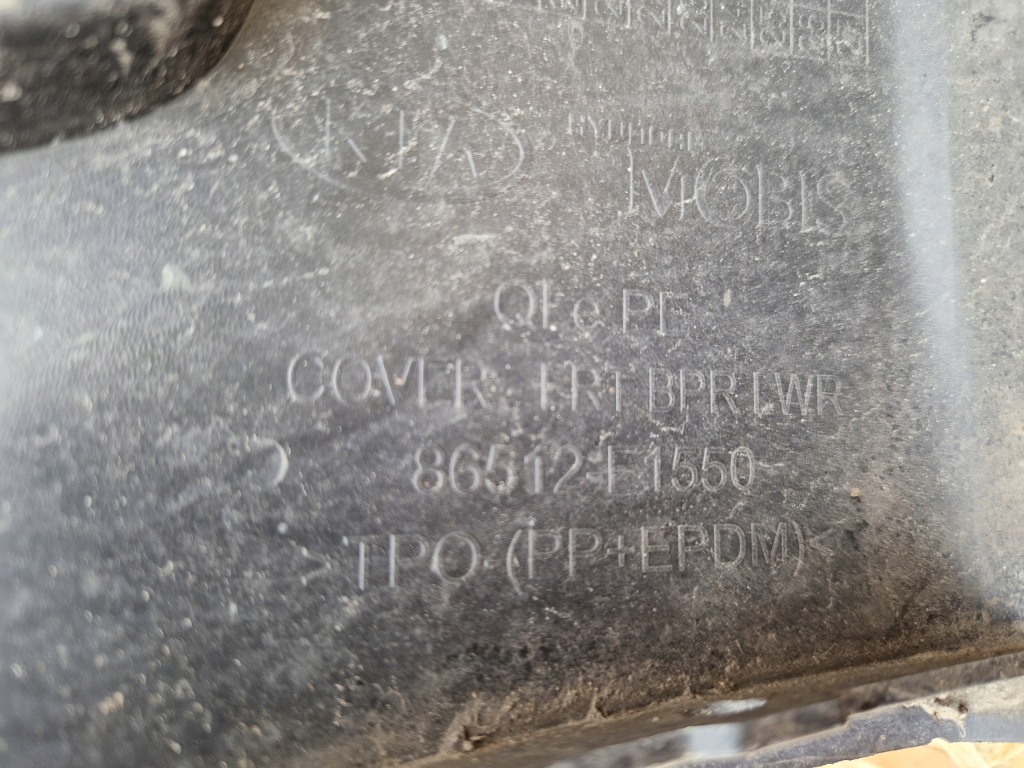 KIA
HYUNDAI
MOBIS
QLe PE
COVER - FRT BPR LWR
86512-F1550
>TPO-(PP+EPDM)<